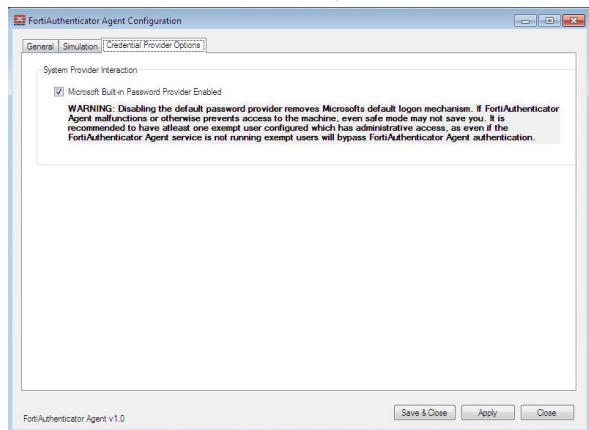 FortiAuthenticator Agent Configuration
General Simulation Credential Provider Options
System Provider Interaction
Microsoft Built-in Password Provider Enabled
WARNING: Disabling the default password provider removes Microsofts default logon mechanism. If FortiAuthenticator
Agent malfunctions or otherwise prevents access to the machine, even safe mode may not save you. It is
recommended to have atleast one exempt user configured which has administrative access, as even if the
FortiAuthenticator Agent service is not running exempt users will bypass FortiAuthenticator Agent authentication.
FortiAuthenticator Agent v1.0
Save & Close Apply Close